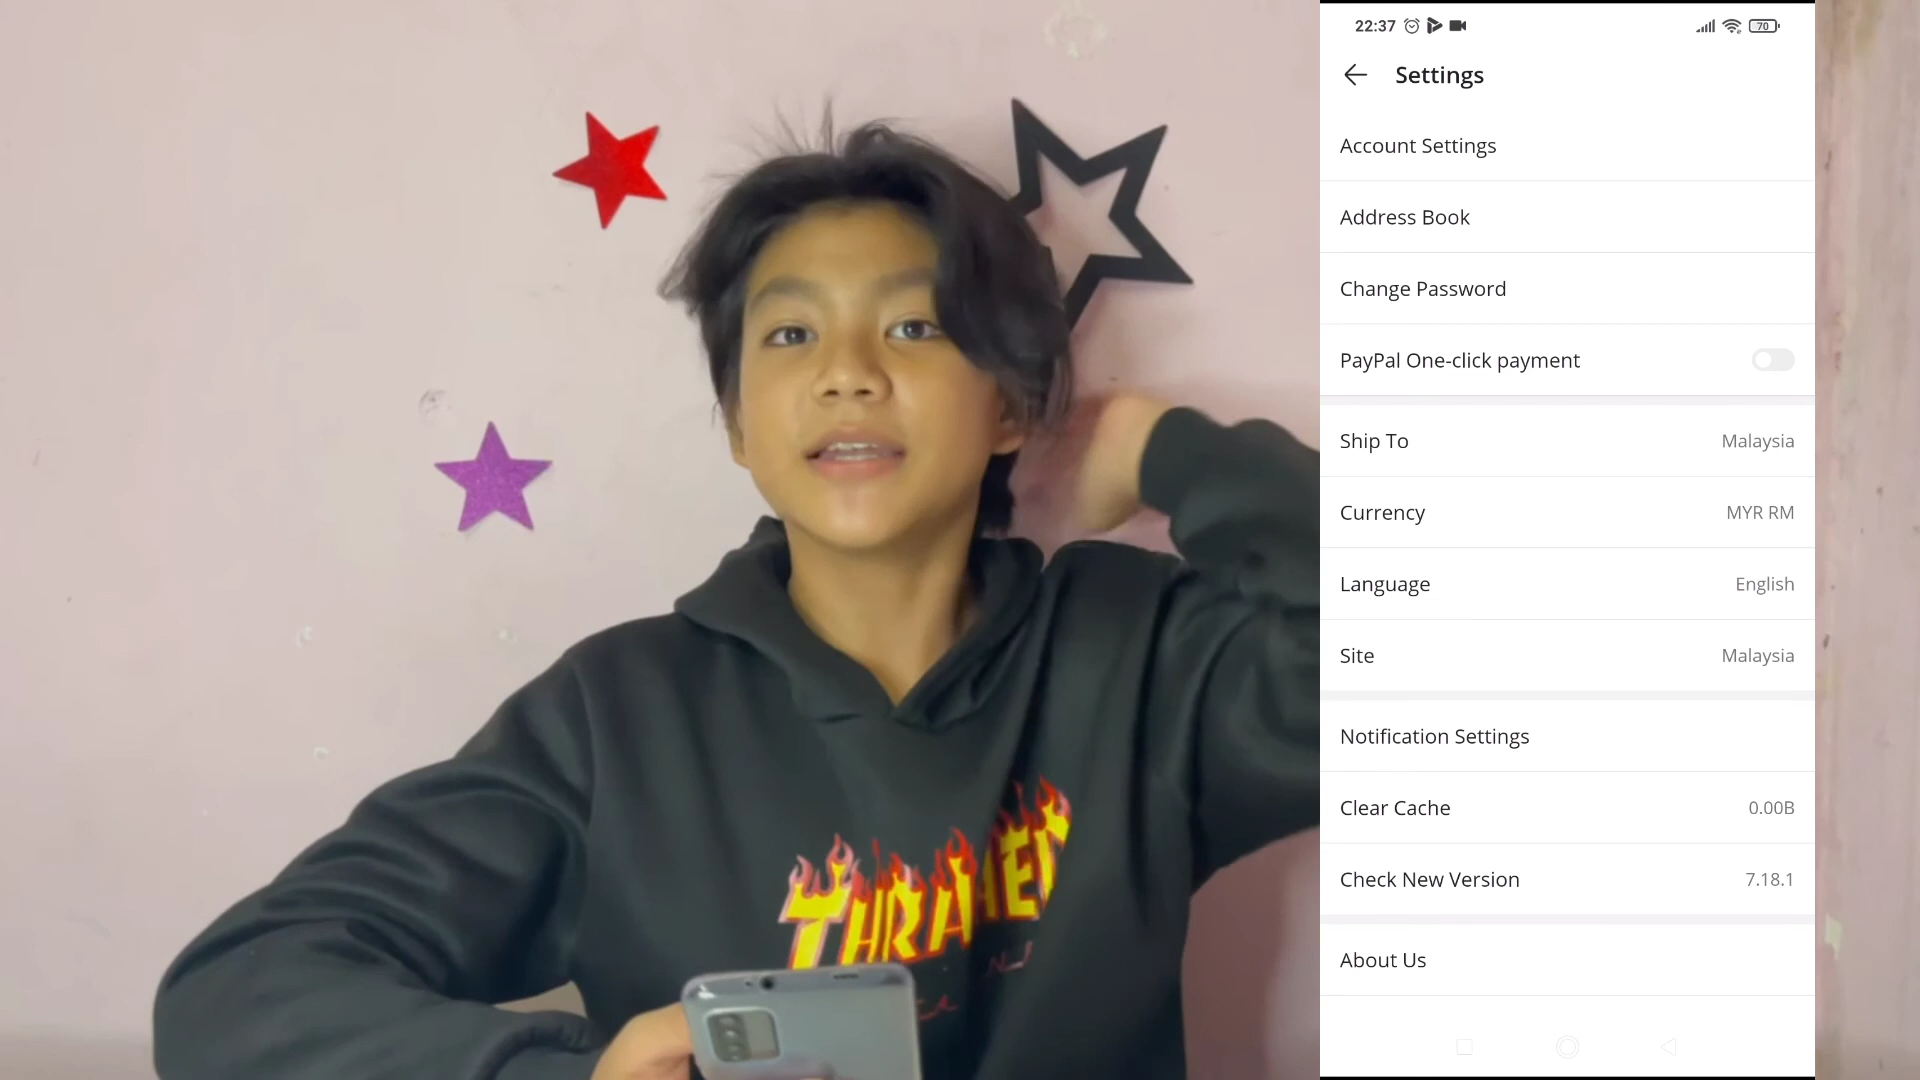 22:37
70
Settings
Account Settings
Address Book
Change Password
PayPal One-click payment
Ship To Malaysia
Currency MYR RM
Language English
Site Malaysia
Notification Settings
Clear Cache 0.00B
Check New Version 7.18.1
About Us